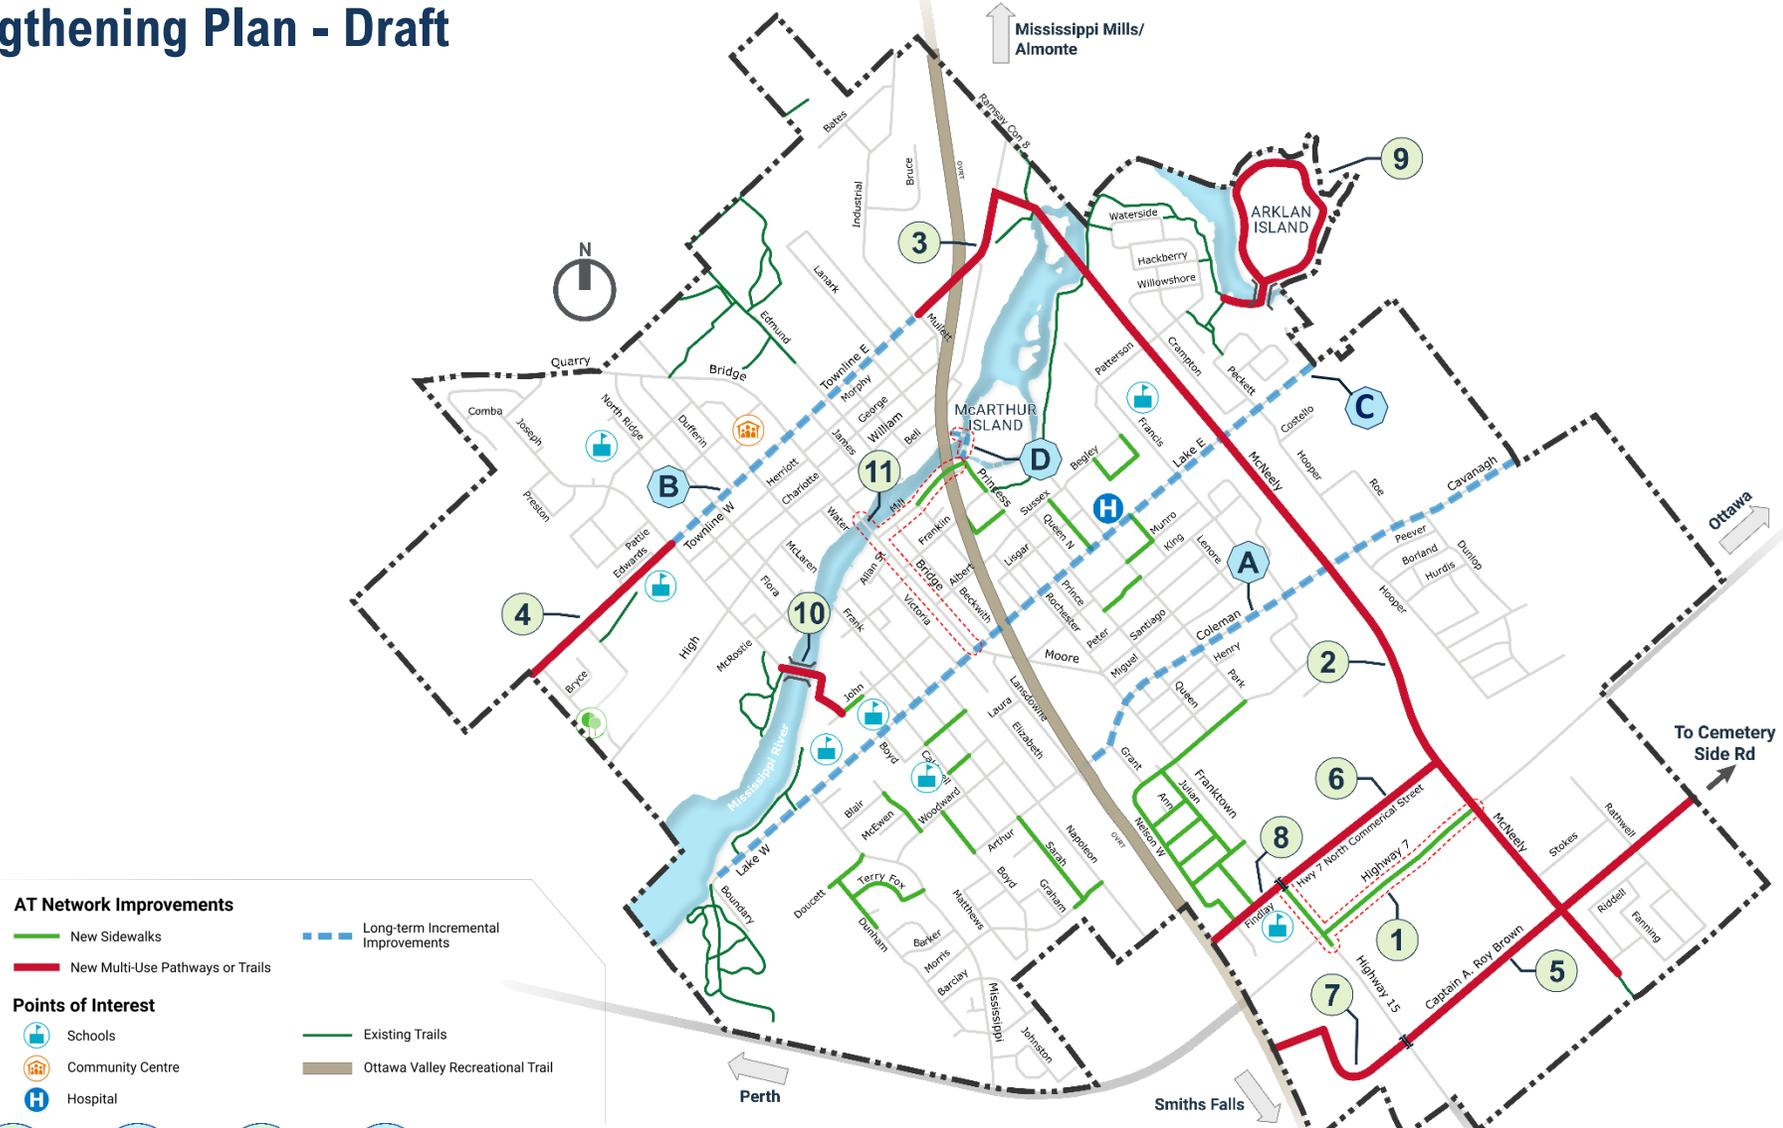 gthening Plan - Draft
Mississippi Mills/
Almonte
Ramsay Con 8
Bates
Bruce
OVRT
Industrial
9
ARKLAN
ISLAND
Waterside
3
N
Hackberry
Willowshore
Lanark
Edmund
Mullett
Townline E
Quarry
Bridge
Morphy
Patterson
Crampton
Peckett
C
Comba
Joseph
North Ridge
Dufferin
George
William
James
Bell
McARTHUR
ISLAND
Francis
Costello
D
Begley
Lake E
McNeely
Hooper
Roe
Cavanagh
11
B
Herriott
Charlotte
Princess
Preston
Townline W
Water
Mill
Sussex
Queen N
H
Munro
Ottawa
Pattle
Edwards
Franklin
King
Lenore
Peever
Borland
Hurdis
Dunlop
McLaren
Allan St
Lisgar
A
Bridge
Albert
Flora
Prince
Hooper
4
10
Victoria
Beckwith
Rochester
Frank
Peter
Santiago
Coleman
High
McRostie
Moore
Miguel
Henry
2
Bryce
John
Lansdowne
Queen
Park
Laura
Elizabeth
To Cemetery
Side Rd
Mississippi River
Boyd
Caldwell
Grant
Franktown
6
Julian
Ann
Blair
McEwen
Woodward
Hwy 7 North Commerical Street
McNeely
Rathwell
8
Nelson W
OVRT
Arthur
Sarah
Napoleon
Highway 7
Stokes
Lake W
Terry Fox
Boyd
Doucett
Boundary
Matthews
Graham
Findlay
Riddell
Fanning
Dunham
Barker
Morris
Barclay
1
Captain A. Roy Brown
5
Highway 15
7
Mississippi
Johnston
Perth
Smiths Falls
AT Network Improvements
New Sidewalks
New Multi-Use Pathways or Trails
Long-term Incremental
Improvements
Points of Interest
Schools
Community Centre
H Hospital
Existing Trails
Ottawa Valley Recreational Trail